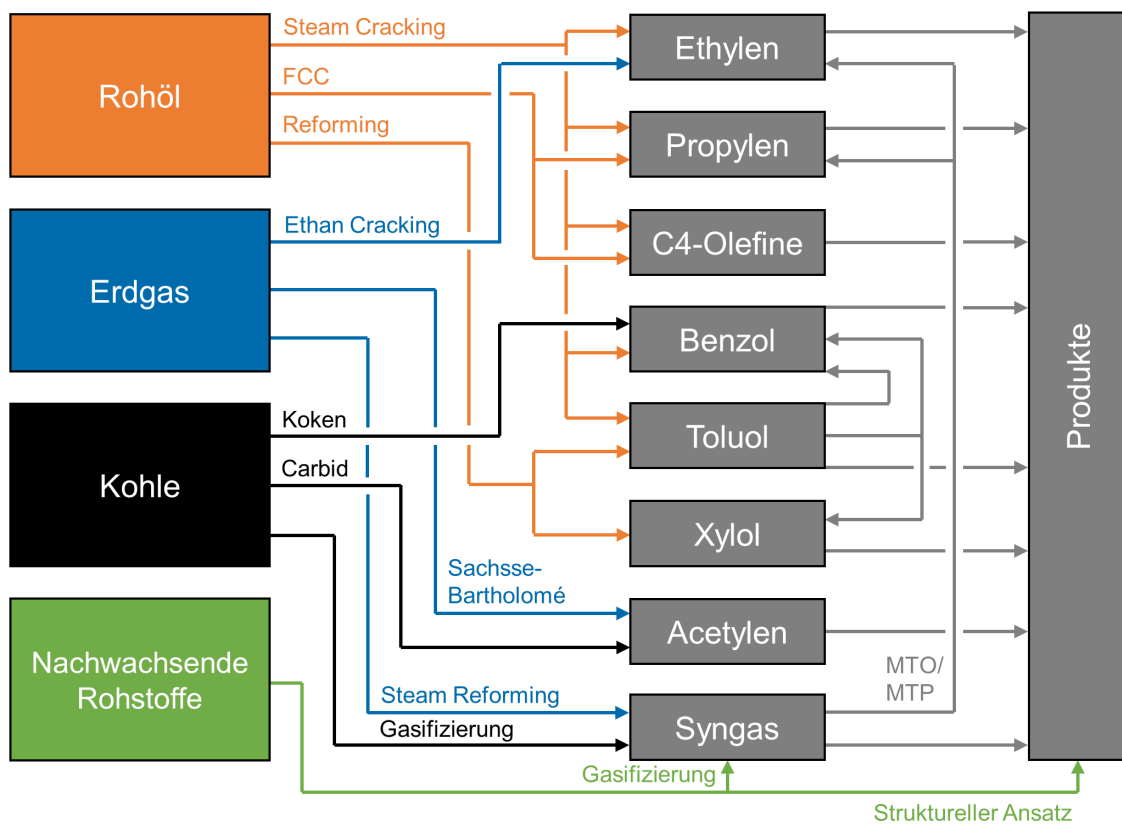 Rohöl
Steam Cracking
FCC
Reforming
Erdgas
Ethan Cracking
Kohle
Koken
Carbid
Sachsse-
Bartholomé
Nachwachsende
Rohstoffe
Steam Reforming
Gasifizierung
Gasifizierung
Struktureller Ansatz
Ethylen
Propylen
C4-Olefine
Benzol
Toluol
Xylol
Acetylen
Syngas
MTO/
MTP
Produkte